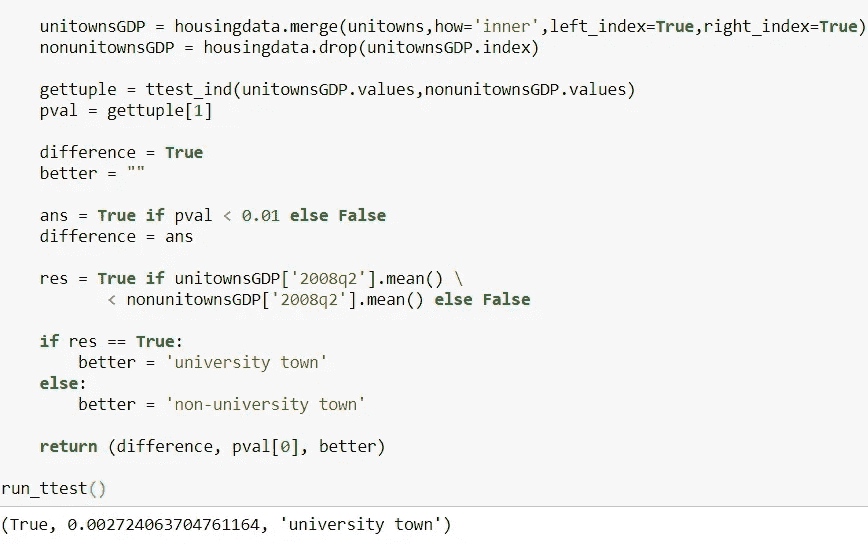 unitownsGDP = housingdata.merge(unitowns,how='inner',left_index=True,right_index=True)
nonunitownsGDP = housingdata.drop(unitownsGDP.index)
gettuple = ttest_ind(unitownsGDP.values,nonunitownsGDP.values)
pval = gettuple[1]
difference = True
better = ""
ans = True if pval < 0.01 else False
difference = ans
res = True if unitownsGDP['2008q2'].mean() \
< nonunitownsGDP['2008q2'].mean() else False
if res == True:
better = 'university town'
else:
better = 'non-university town'
return (difference, pval[0], better)
run_ttest()
(True, 0.002724063704761164, 'university town')